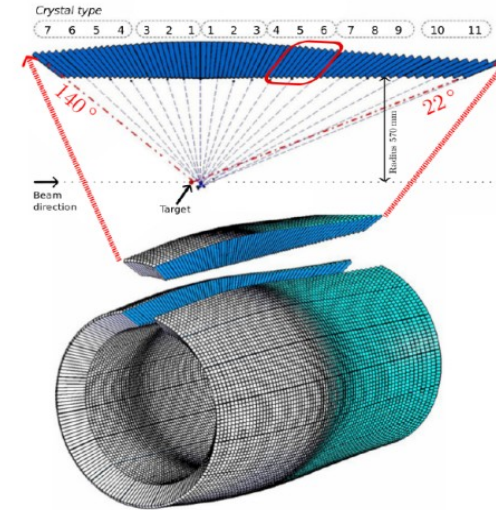 Crystal type
7 6 5 4 3 2 1 1 2 3 4 5 6 7 8 9 10 11
140°
22°
Radius 570 mm
Beam
direction
Target